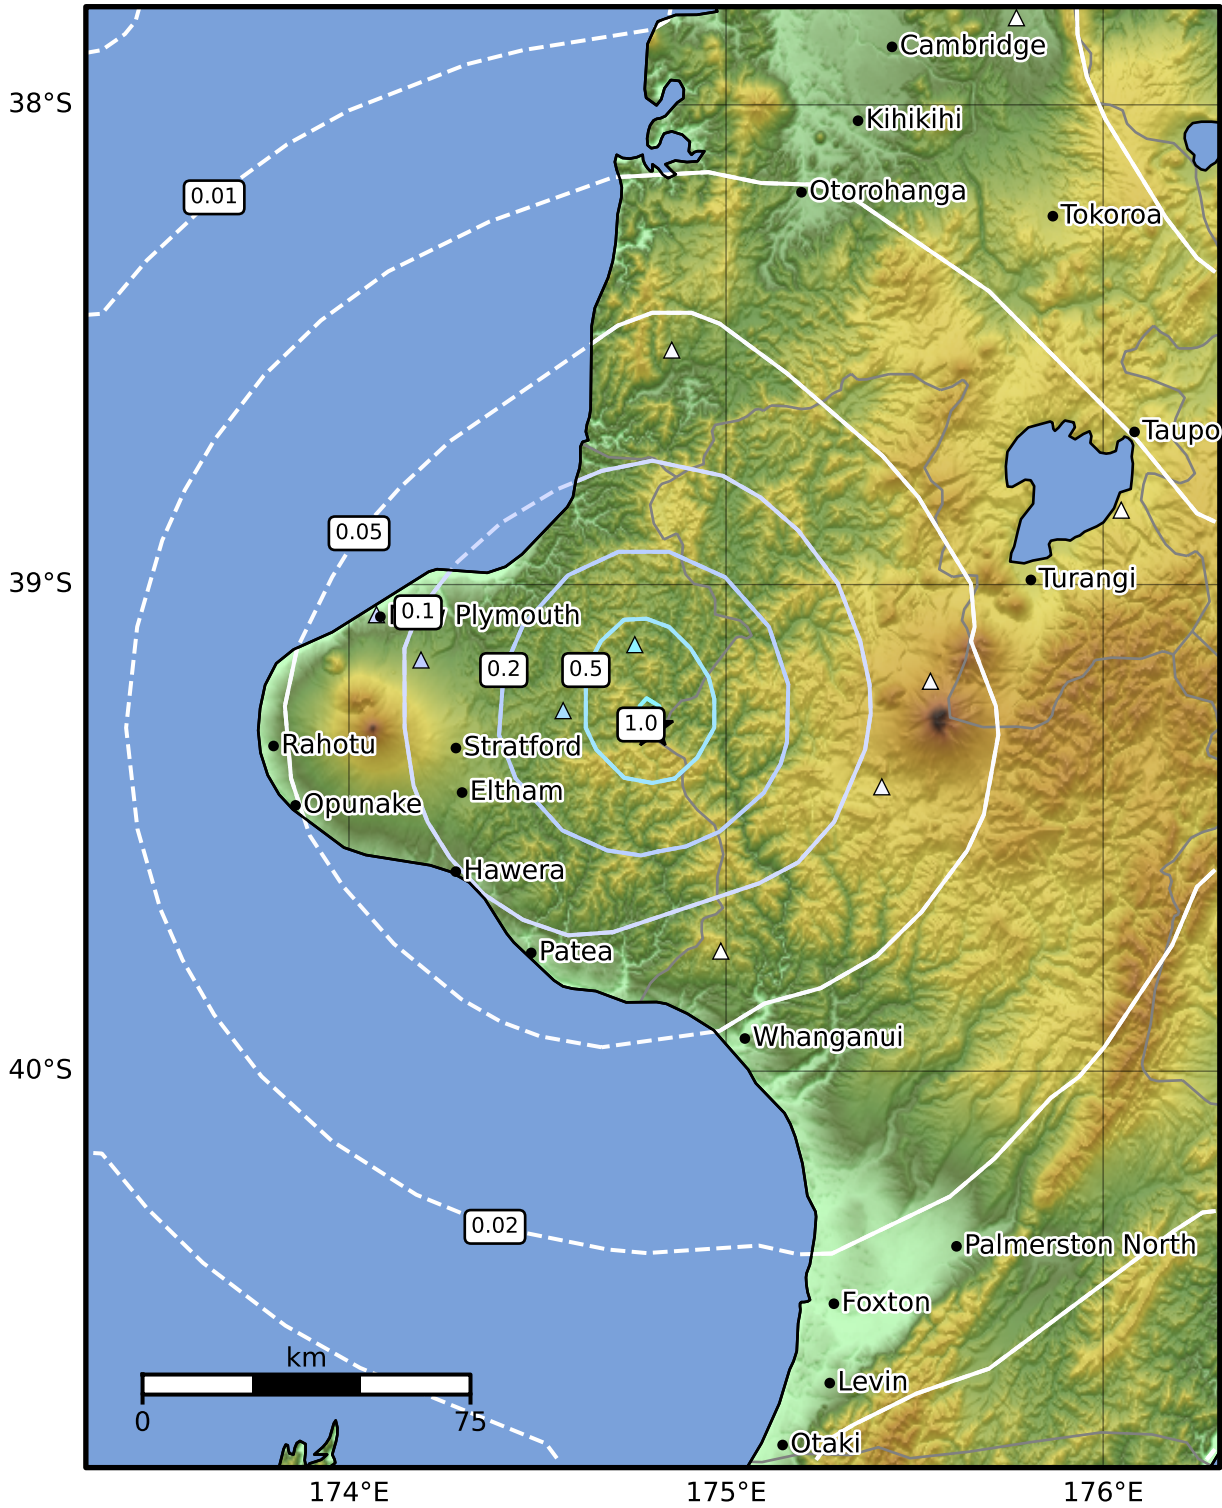 Cambridge
38°S
Kihikihi
0.01
Otorohanga
Tokoroa
Taupo
0.05
39°S
Turangi
0.1
Plymouth
0.2
0.5
1.0
Rahotu
Stratford
Eltham
Opunake
Hawera
Patea
Whanganui
40°S
0.02
Palmerston North
Foxton
km
Levin
0
75
Otaki
174°E
175°E
176°E